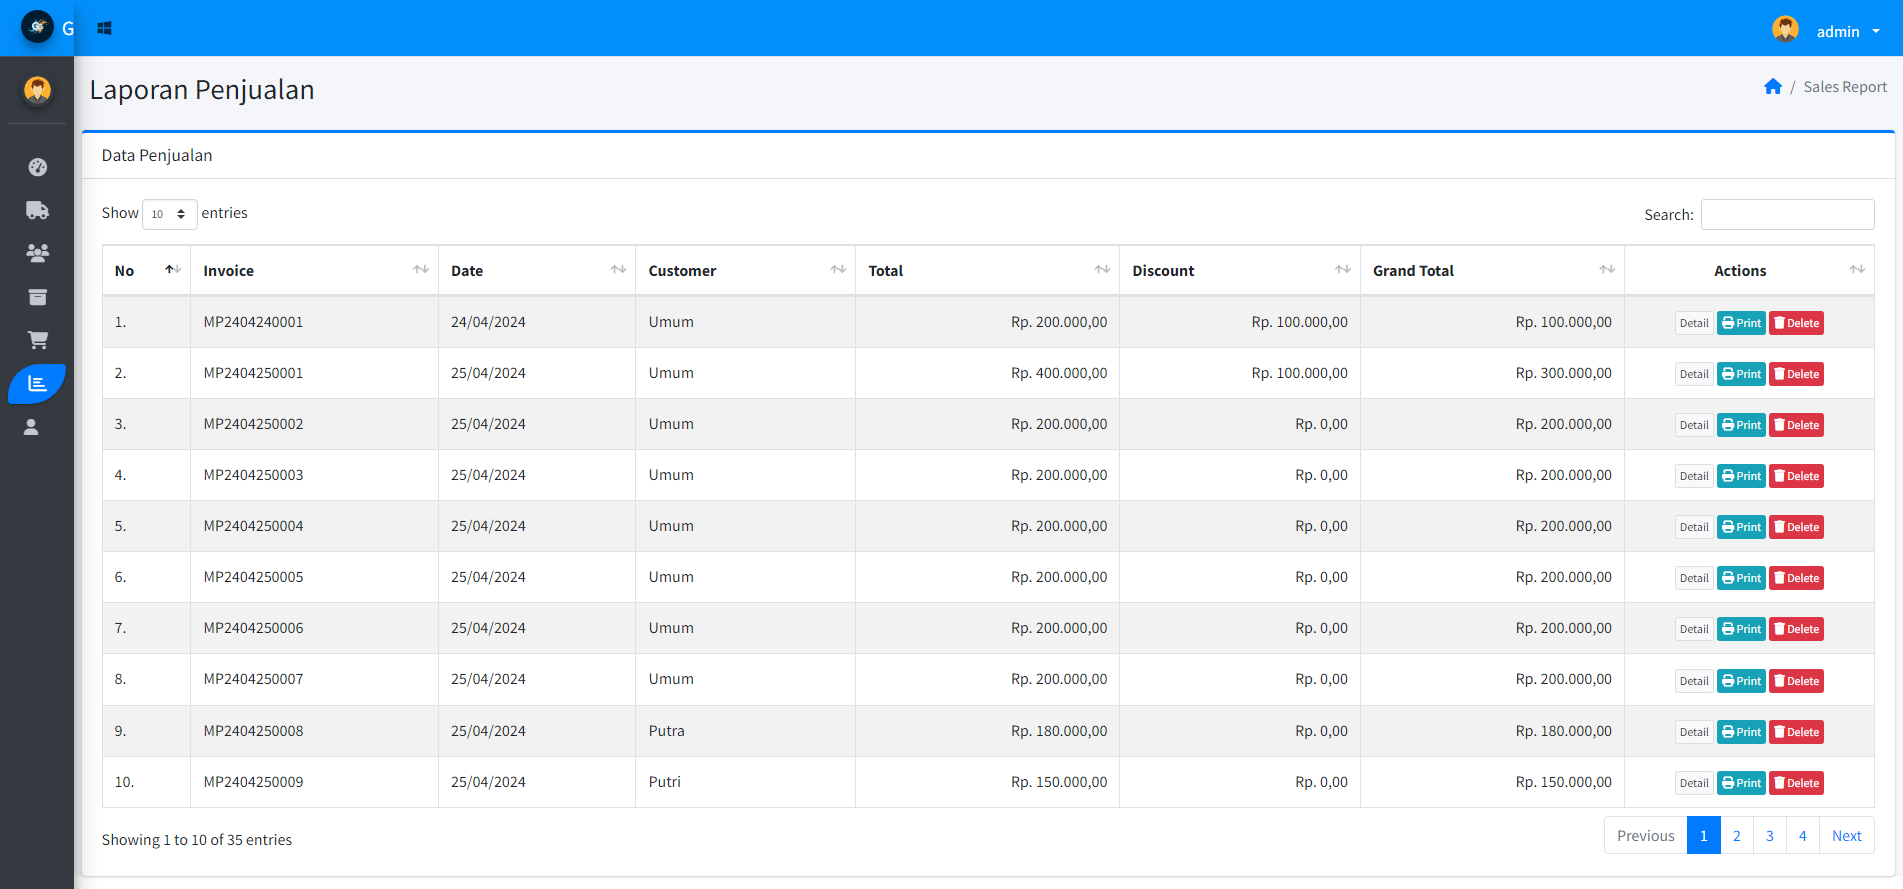 G
admin
Laporan Penjualan
/ Sales Report
Data Penjualan
Show 10 entries
Search:
No Invoice Date Customer Total Discount Grand Total Actions
1. MP2404240001 24/04/2024 Umum Rp. 200.000,00 Rp. 100.000,00 Rp. 100.000,00 Detail Print Delete
2. MP2404250001 25/04/2024 Umum Rp. 400.000,00 Rp. 100.000,00 Rp. 300.000,00 Detail Print Delete
3. MP2404250002 25/04/2024 Umum Rp. 200.000,00 Rp. 0,00 Rp. 200.000,00 Detail Print Delete
4. MP2404250003 25/04/2024 Umum Rp. 200.000,00 Rp. 0,00 Rp. 200.000,00 Detail Print Delete
5. MP2404250004 25/04/2024 Umum Rp. 200.000,00 Rp. 0,00 Rp. 200.000,00 Detail Print Delete
6. MP2404250005 25/04/2024 Umum Rp. 200.000,00 Rp. 0,00 Rp. 200.000,00 Detail Print Delete
7. MP2404250006 25/04/2024 Umum Rp. 200.000,00 Rp. 0,00 Rp. 200.000,00 Detail Print Delete
8. MP2404250007 25/04/2024 Umum Rp. 200.000,00 Rp. 0,00 Rp. 200.000,00 Detail Print Delete
9. MP2404250008 25/04/2024 Putra Rp. 180.000,00 Rp. 0,00 Rp. 180.000,00 Detail Print Delete
10. MP2404250009 25/04/2024 Putri Rp. 150.000,00 Rp. 0,00 Rp. 150.000,00 Detail Print Delete
Showing 1 to 10 of 35 entries
Previous 1 2 3 4 Next